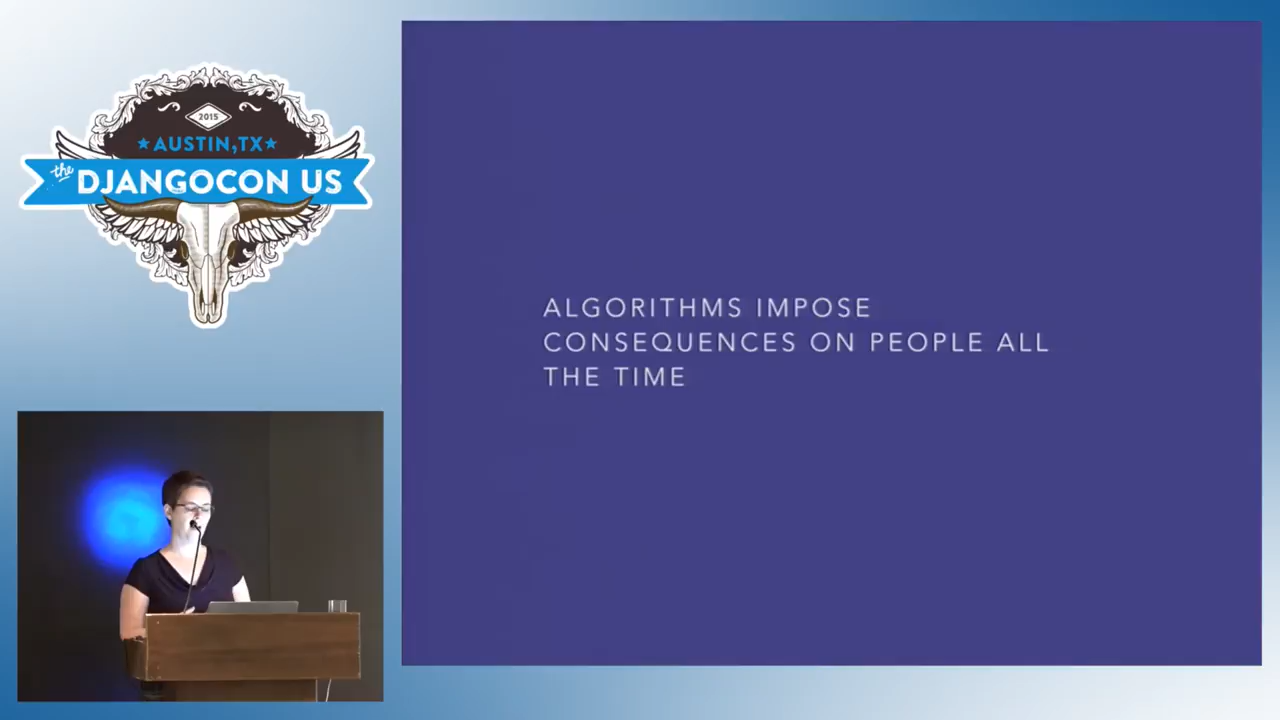 2015
AUSTIN, TX
the
DJANGOCON US
ALGORITHMS IMPOSE
CONSEQUENCES ON PEOPLE ALL
THE TIME